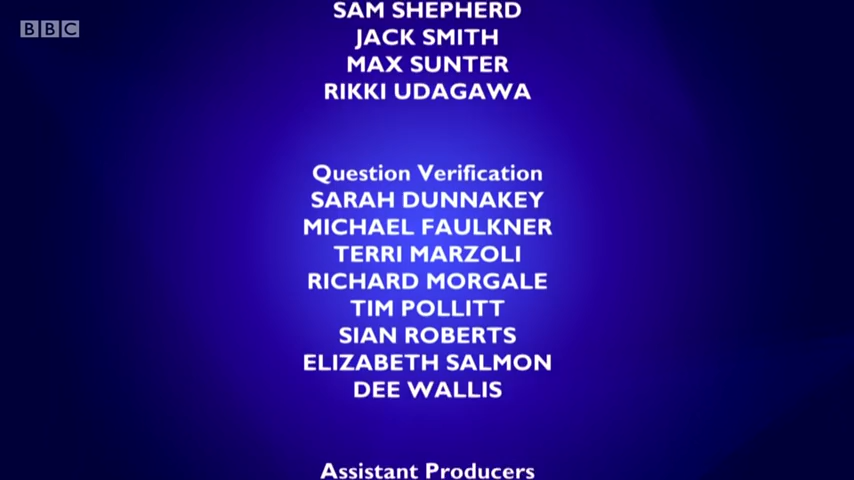 BBC
SAM SHEPHERD
JACK SMITH
MAX SUNTER
RIKKI UDAGAWA
Question Verification
SARAH DUNNAKEY
MICHAEL FAULKNER
TERRI MARZOLI
RICHARD MORGALE
TIM POLLITT
SIAN ROBERTS
ELIZABETH SALMON
DEE WALLIS
Assistant Producers